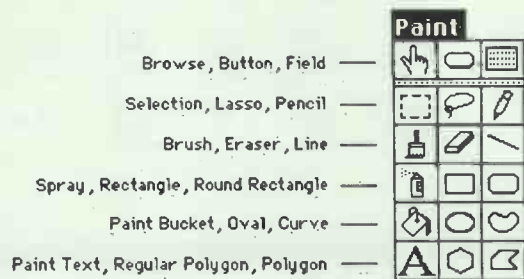 Paint
Browse, Button, Field
Selection, Lasso, Pencil
Brush, Eraser, Line
Spray, Rectangle, Round Rectangle
Paint Bucket, Oval, Curve
Paint Text, Regular Polygon, Polygon
A